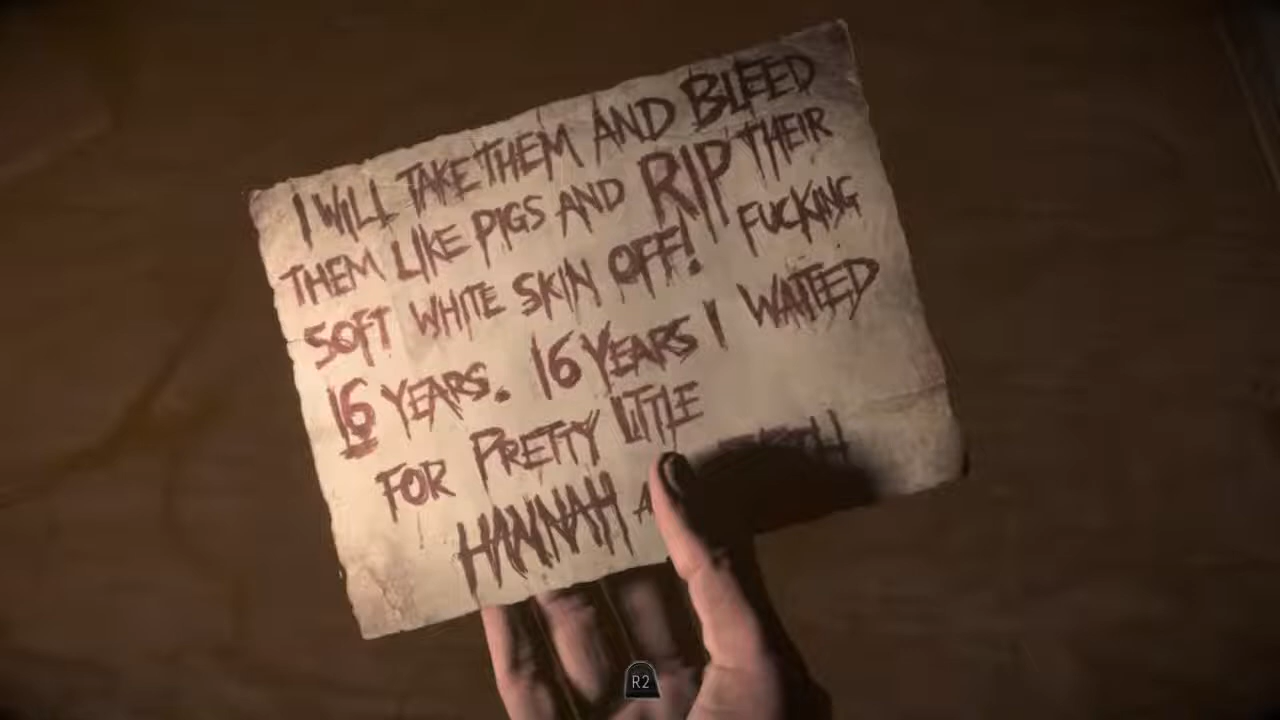 I WILL TAKE THEM AND BLEED
THEM LIKE PIGS AND RIP THEIR
SOFT WHITE SKIN OFF! FUCKING
16 YEARS. 16 YEARS I WAITED
FOR PRETTY LITTLE
HANNAH
R2